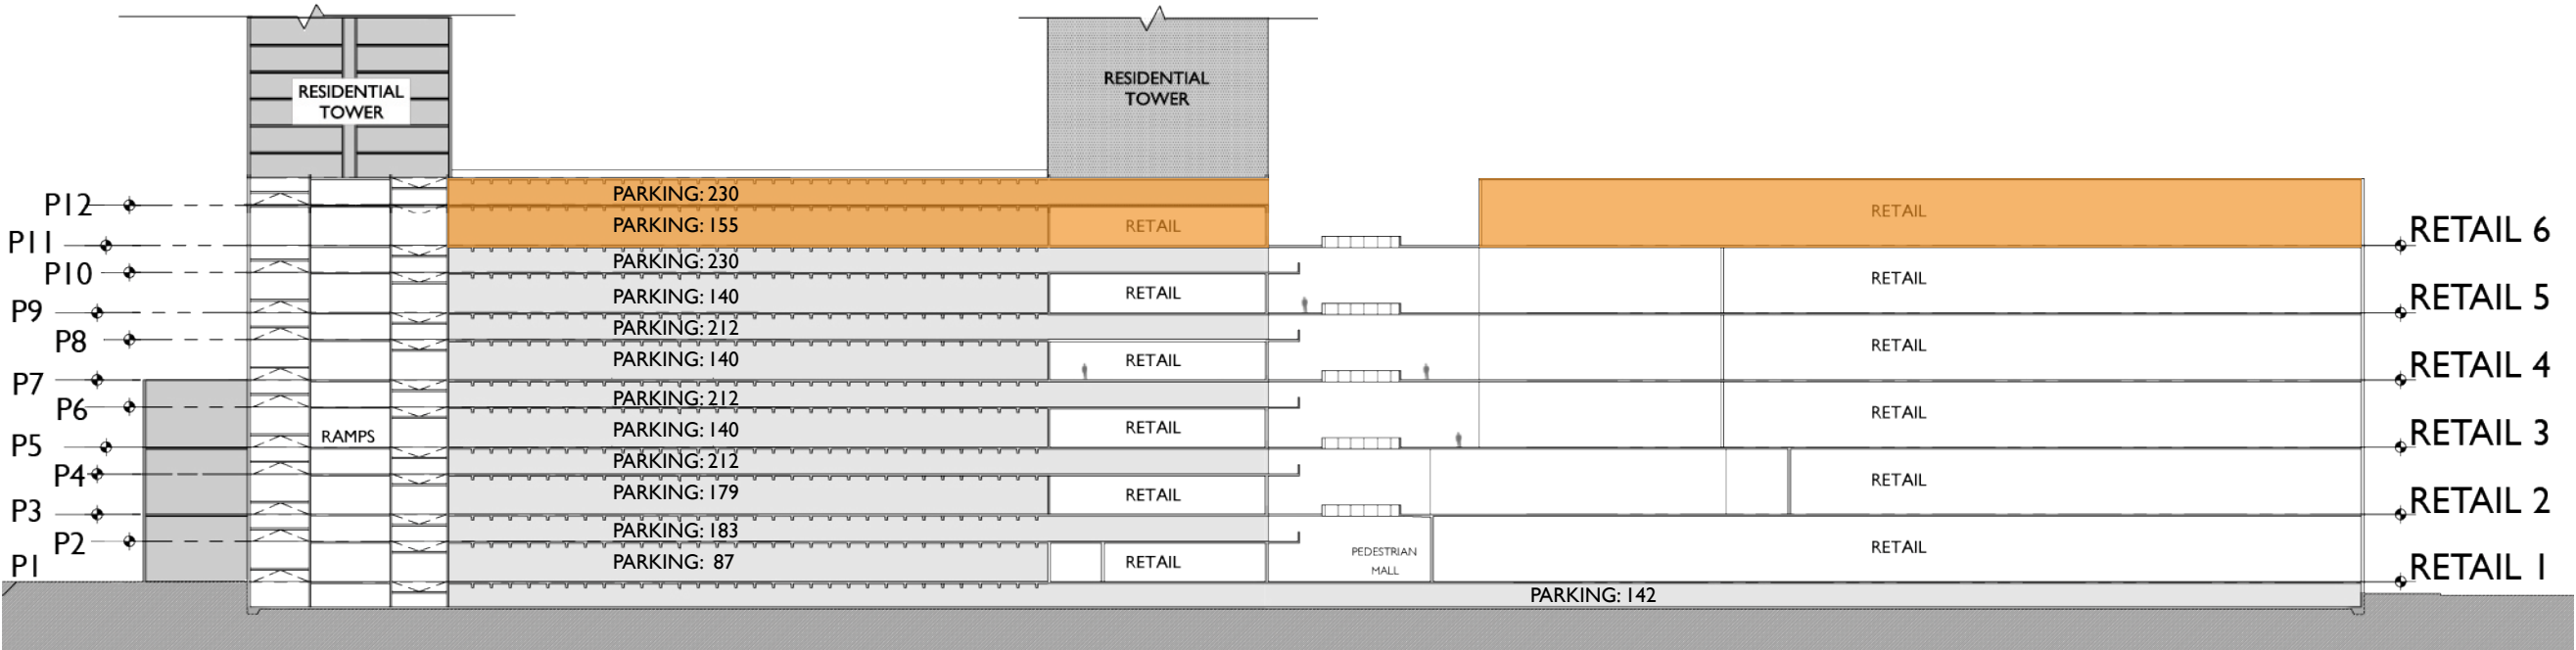 RESIDENTIAL
TOWER
RESIDENTIAL
TOWER
P12
PARKING: 230
PARKING: 155
RETAIL
RETAIL
RETAIL 6
P11
PARKING: 230
P10
RETAIL
PARKING: 140
RETAIL
RETAIL 5
P9
PARKING: 212
P8
PARKING: 140
RETAIL
RETAIL
RETAIL 4
P7
PARKING: 212
P6
PARKING: 140
RETAIL
RETAIL
RETAIL 3
RAMPS
P5
PARKING: 212
P4
PARKING: 179
RETAIL
RETAIL
RETAIL 2
P3
PARKING: 183
P2
PARKING: 87
RETAIL
PEDESTRIAN
MALL
RETAIL
RETAIL 1
P1
PARKING: 142